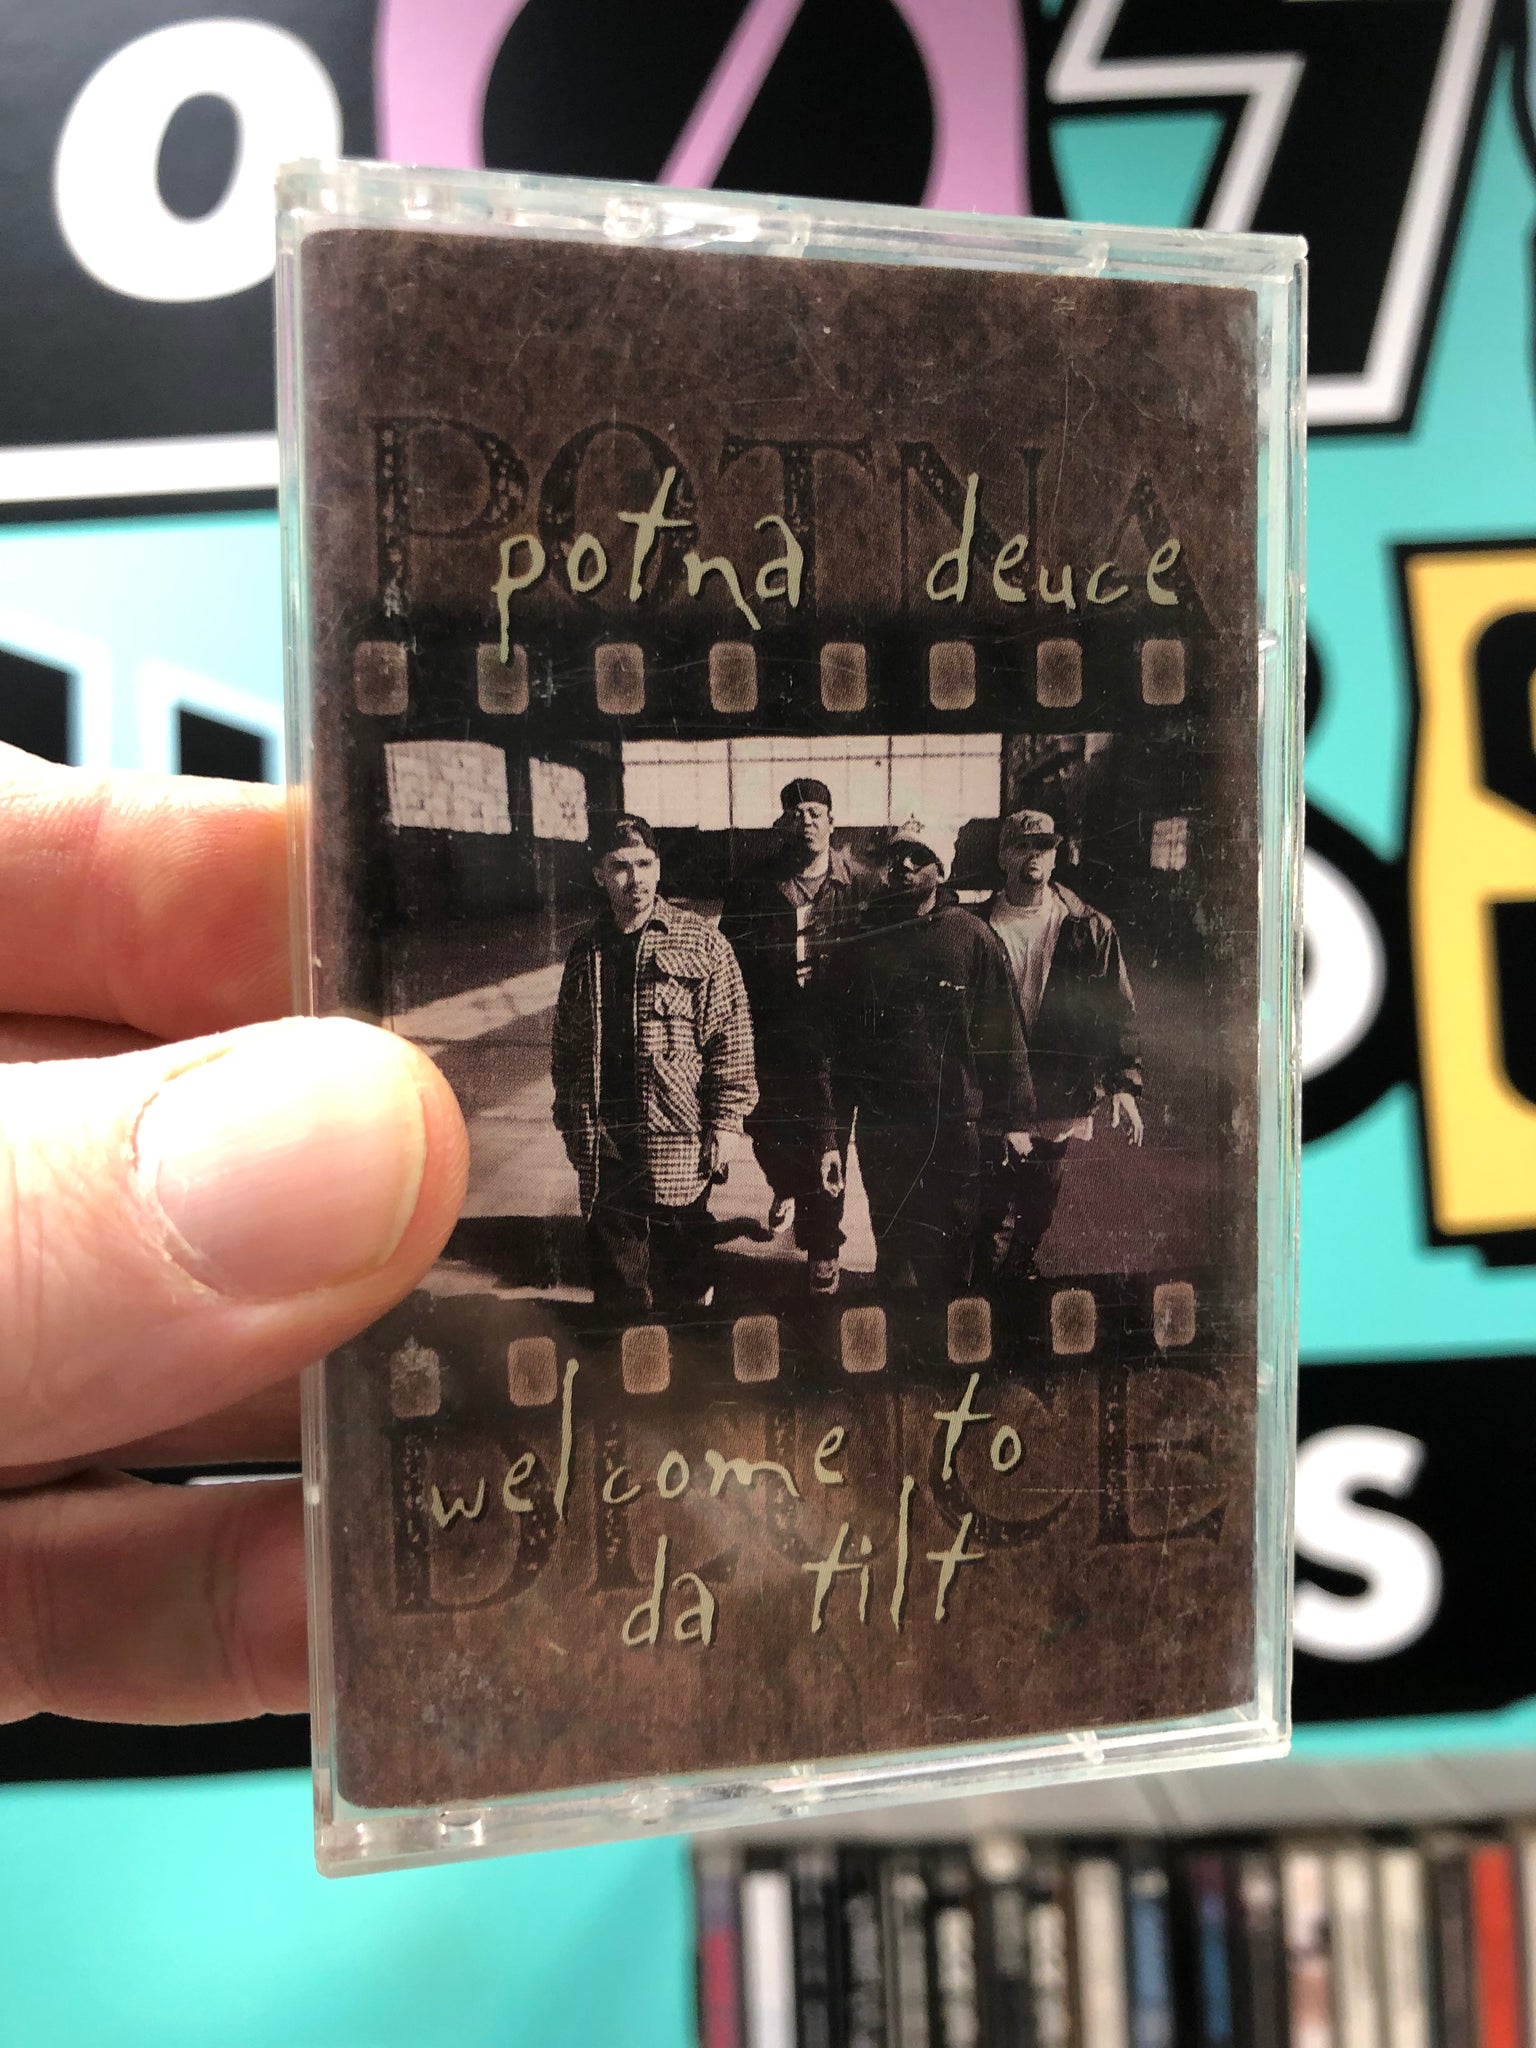 POTNA
potna deuce
welcome to
da tilt
DEUCE